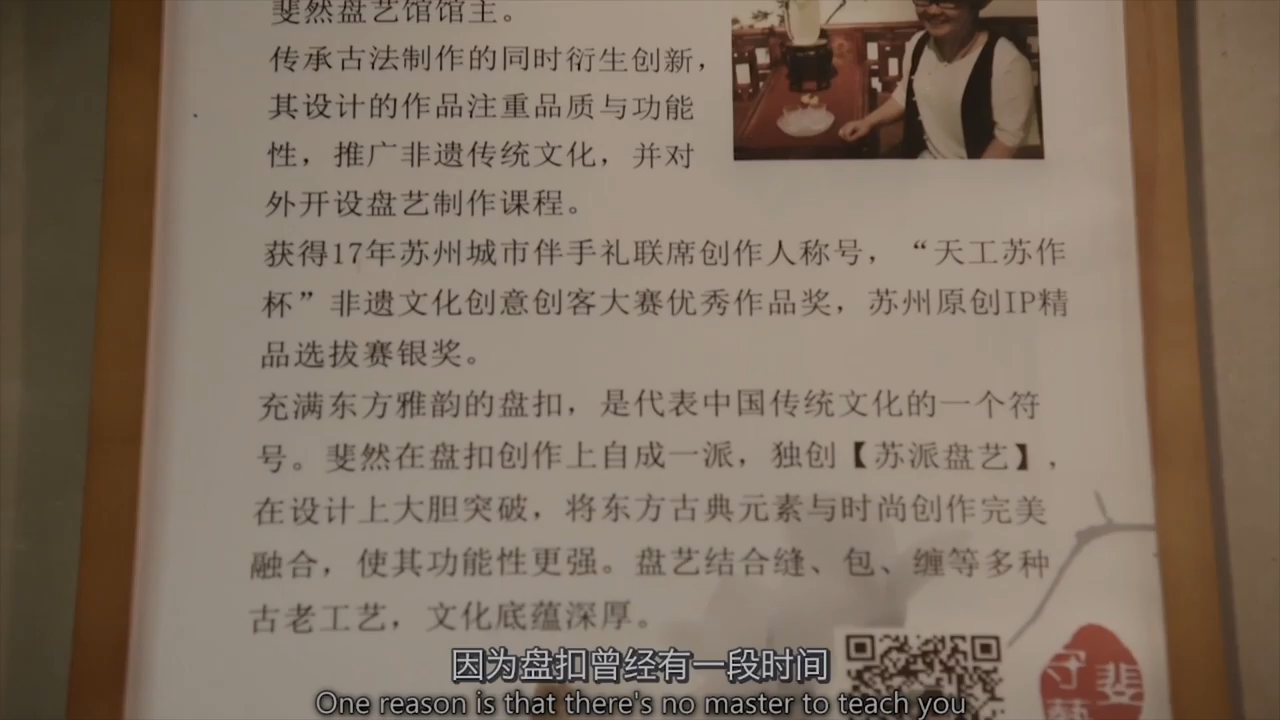 斐然盘艺馆馆主。
传承古法制作的同时衍生创新，
其设计的作品注重品质与功能
性，推广非遗传统文化，并对
外开设盘艺制作课程。
获得17年苏州城市伴手礼联席创作人称号，“天工苏作
杯”非遗文化创意创客大赛优秀作品奖，苏州原创IP精
品选拔赛银奖。
充满东方雅韵的盘扣，是代表中国传统文化的一个符
号。斐然在盘扣创作上自成一派，独创【苏派盘艺】，
在设计上大胆突破，将东方古典元素与时尚创作完美
融合，使其功能性更强。盘艺结合缝、包、缠等多种
古老工艺，文化底蕴深厚。
因为盘扣曾经有一段时间
One reason is that there's no master to teach you
斐